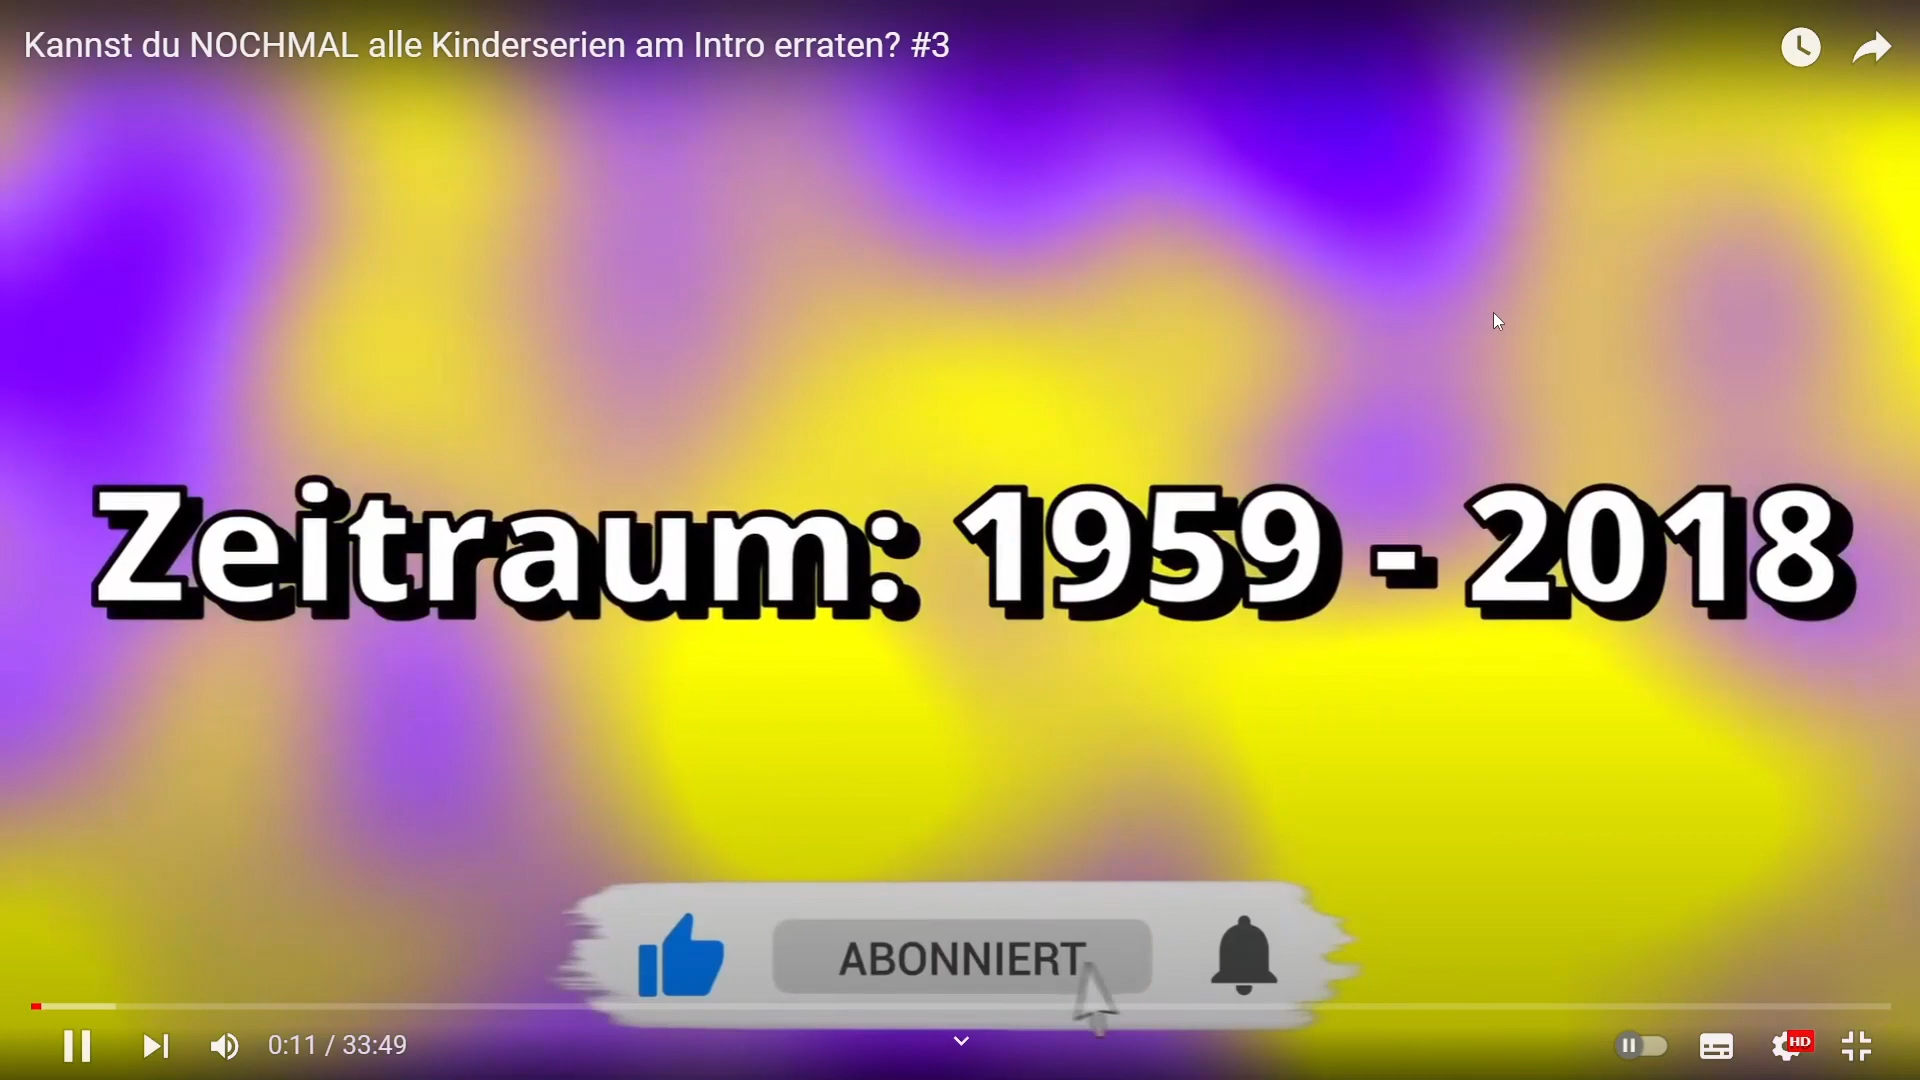 Kannst du NOCHMAL alle Kinderserien am Intro erraten? #3
Zeitraum: 1959 - 2018
ABONNIERT
0:11 / 33:49
HD